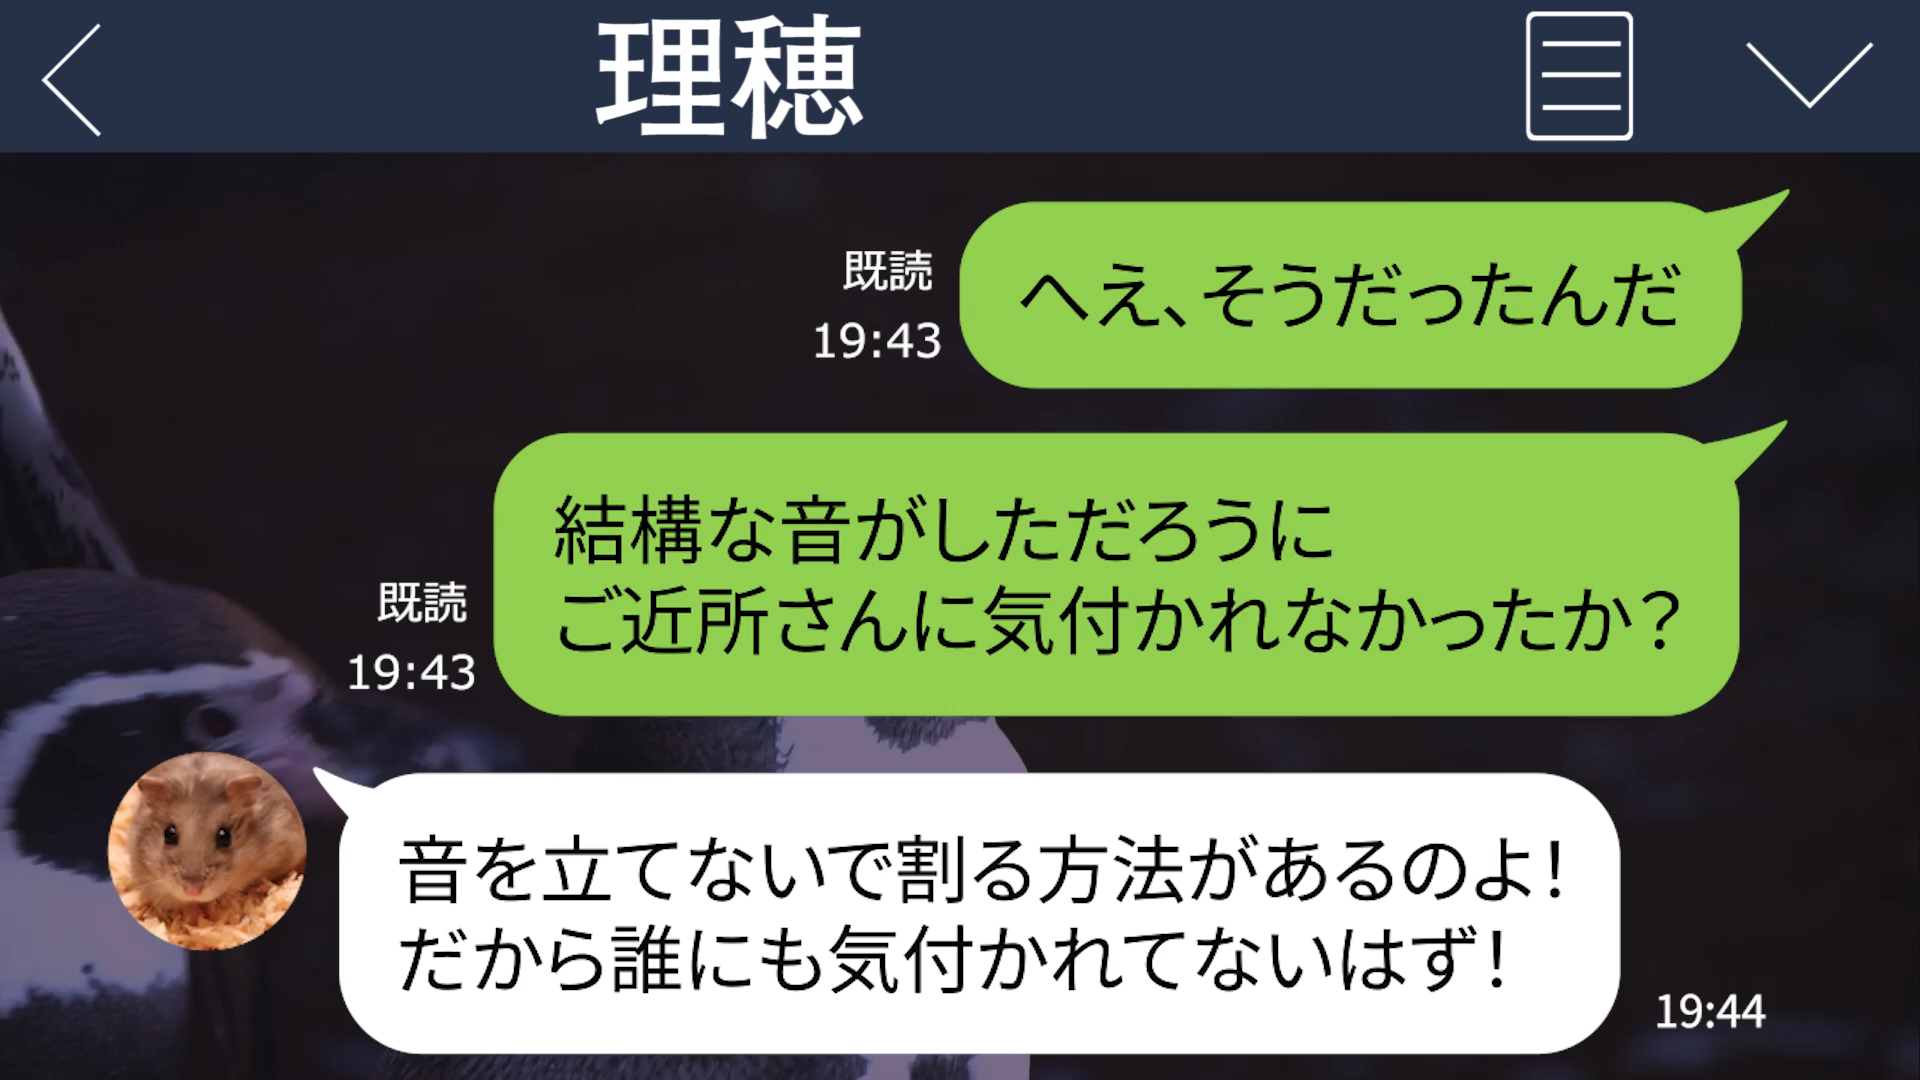 理穂
へえ、そうだったんだ
既読
19:43
結構な音がしただろうに
ご近所さんに気付かれなかったか？
既読
19:43
音を立てないで割る方法があるのよ！
だから誰にも気付かれてないはず！
19:44